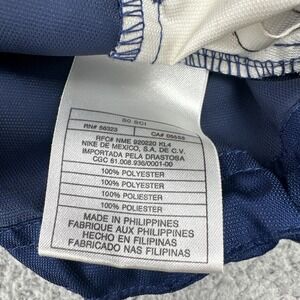 RN# 56323 CA# 05553
RFC# NME 920220 KL4
NIKE DE MEXICO, S.A. DE C.V.
IMPORTADA PELA DRASTOSA
CGC 61.008.936/0001-00
100% POLYESTER
100% POLYESTER
100% POLIESTER
100% POLIESTER
MADE IN PHILIPPINES
FABRIQUE AUX PHILIPPINES
HECHO EN FILIPINAS
FABRICADO NAS FILIPINAS